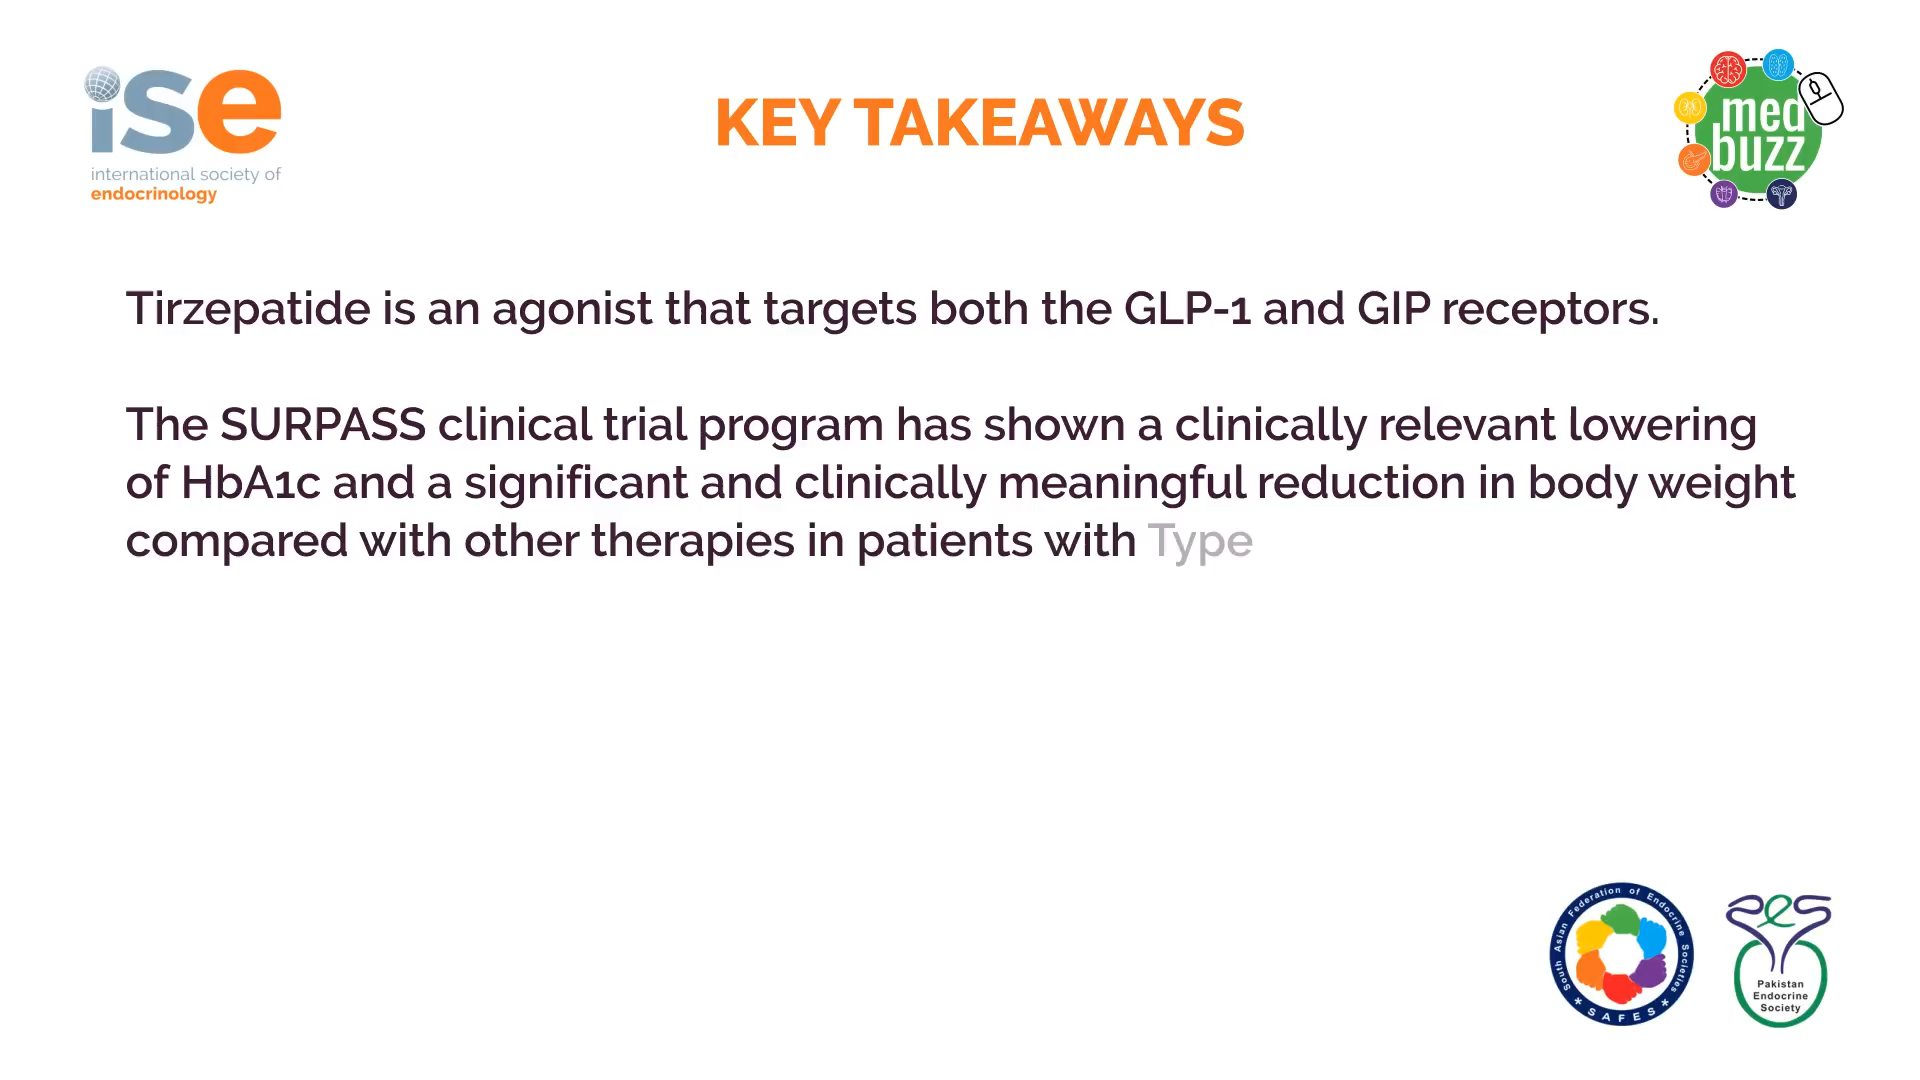 ise
international society of
endocrinology
KEY TAKEAWAYS
med
buzz
Tirzepatide is an agonist that targets both the GLP-1 and GIP receptors.
The SURPASS clinical trial program has shown a clinically relevant lowering
of HbA1c and a significant and clinically meaningful reduction in body weight
compared with other therapies in patients with Type
South Asian Federation of Endocrine Societies
* SAFES *
PES
Pakistan
Endocrine
Society